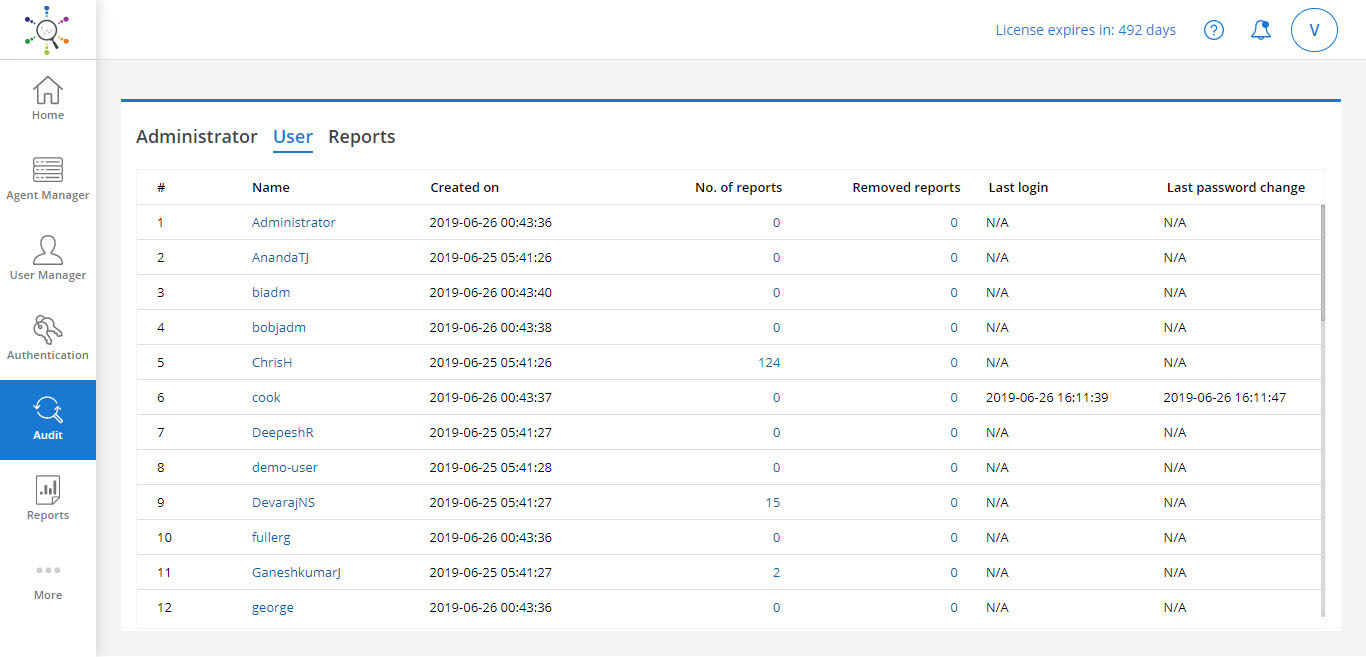 License expires in: 492 days
V
Home
Agent Manager
User Manager
Authentication
Audit
Reports
More
Administrator User Reports
# Name Created on No. of reports Removed reports Last login Last password change
1 Administrator 2019-06-26 00:43:36 0 0 N/A N/A
2 AnandaTJ 2019-06-25 05:41:26 0 0 N/A N/A
3 biadm 2019-06-26 00:43:40 0 0 N/A N/A
4 bobjadm 2019-06-26 00:43:38 0 0 N/A N/A
5 ChrisH 2019-06-25 05:41:26 124 0 N/A N/A
6 cook 2019-06-26 00:43:37 0 0 2019-06-26 16:11:39 2019-06-26 16:11:47
7 DeepeshR 2019-06-25 05:41:27 0 0 N/A N/A
8 demo-user 2019-06-25 05:41:28 0 0 N/A N/A
9 DevarajNS 2019-06-25 05:41:27 15 0 N/A N/A
10 fullerg 2019-06-26 00:43:36 0 0 N/A N/A
11 GaneshkumarJ 2019-06-25 05:41:27 2 0 N/A N/A
12 george 2019-06-26 00:43:36 0 0 N/A N/A